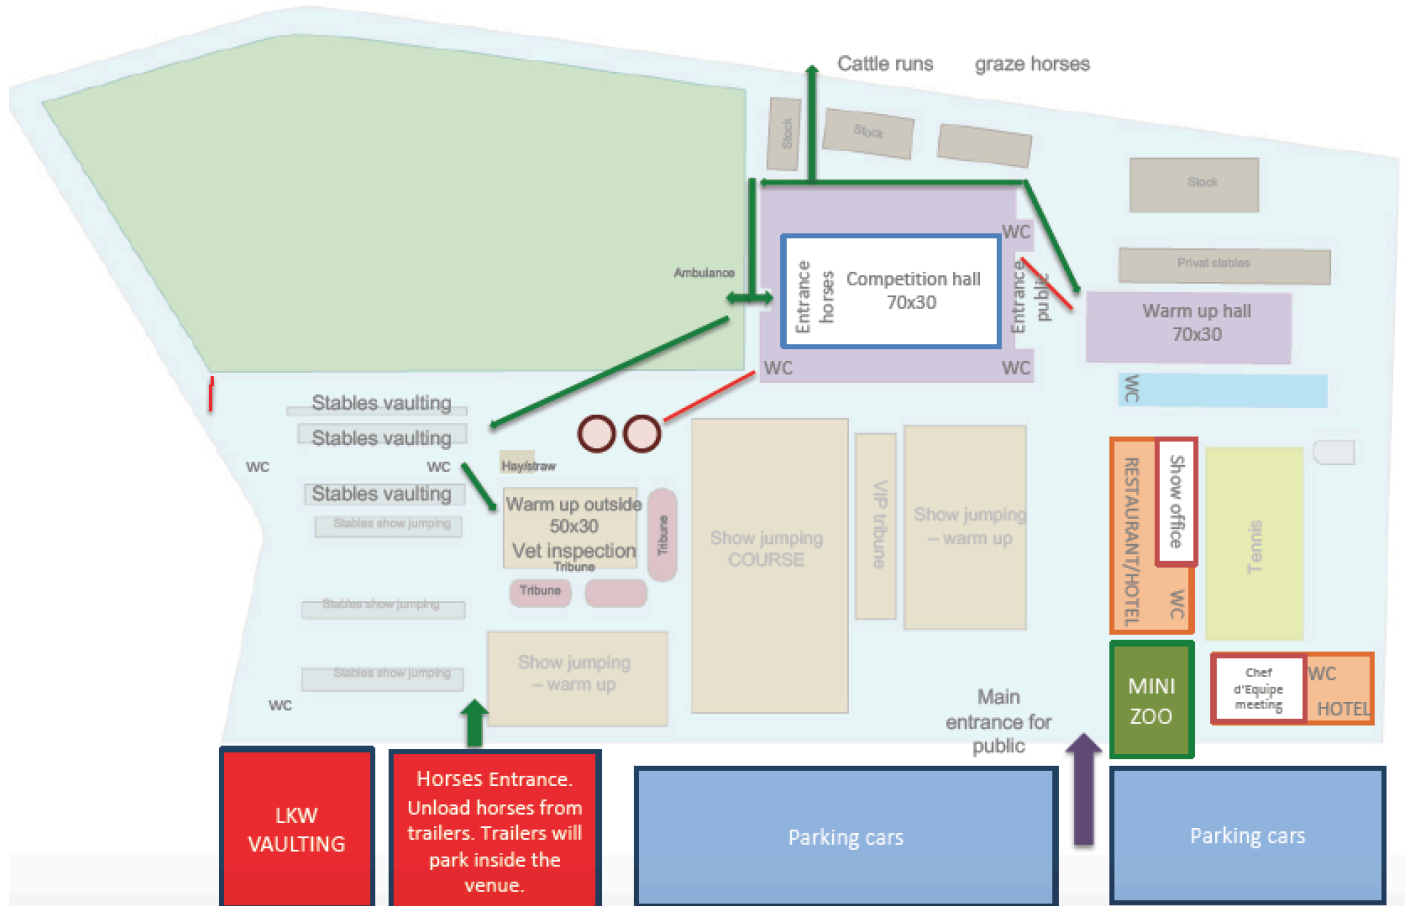 Cattle runs
graze horses
Stock
Stock
Stock
WC
Privat stables
Ambulance
Entrance
horses
Competition hall
70x30
Entrance
public
Warm up hall
70x30
WC
WC
WC
Stables vaulting
Stables vaulting
WC
WC
Hay/straw
Stables vaulting
Stables show jumping
Warm up outside
50x30
Vet inspection
Tribune
Tribune
Tribune
Show jumping
COURSE
VIP tribune
Show jumping
– warm up
RESTAURANT/HOTEL
Show office
WC
Tennis
Stables show jumping
Stables show jumping
WC
Show jumping
– warm up
Main
entrance for
public
MINI
ZOO
Chef
d'Equipe
meeting
WC
HOTEL
LKW
VAULTING
Horses Entrance.
Unload horses from
trailers. Trailers will
park inside the
venue.
Parking cars
Parking cars